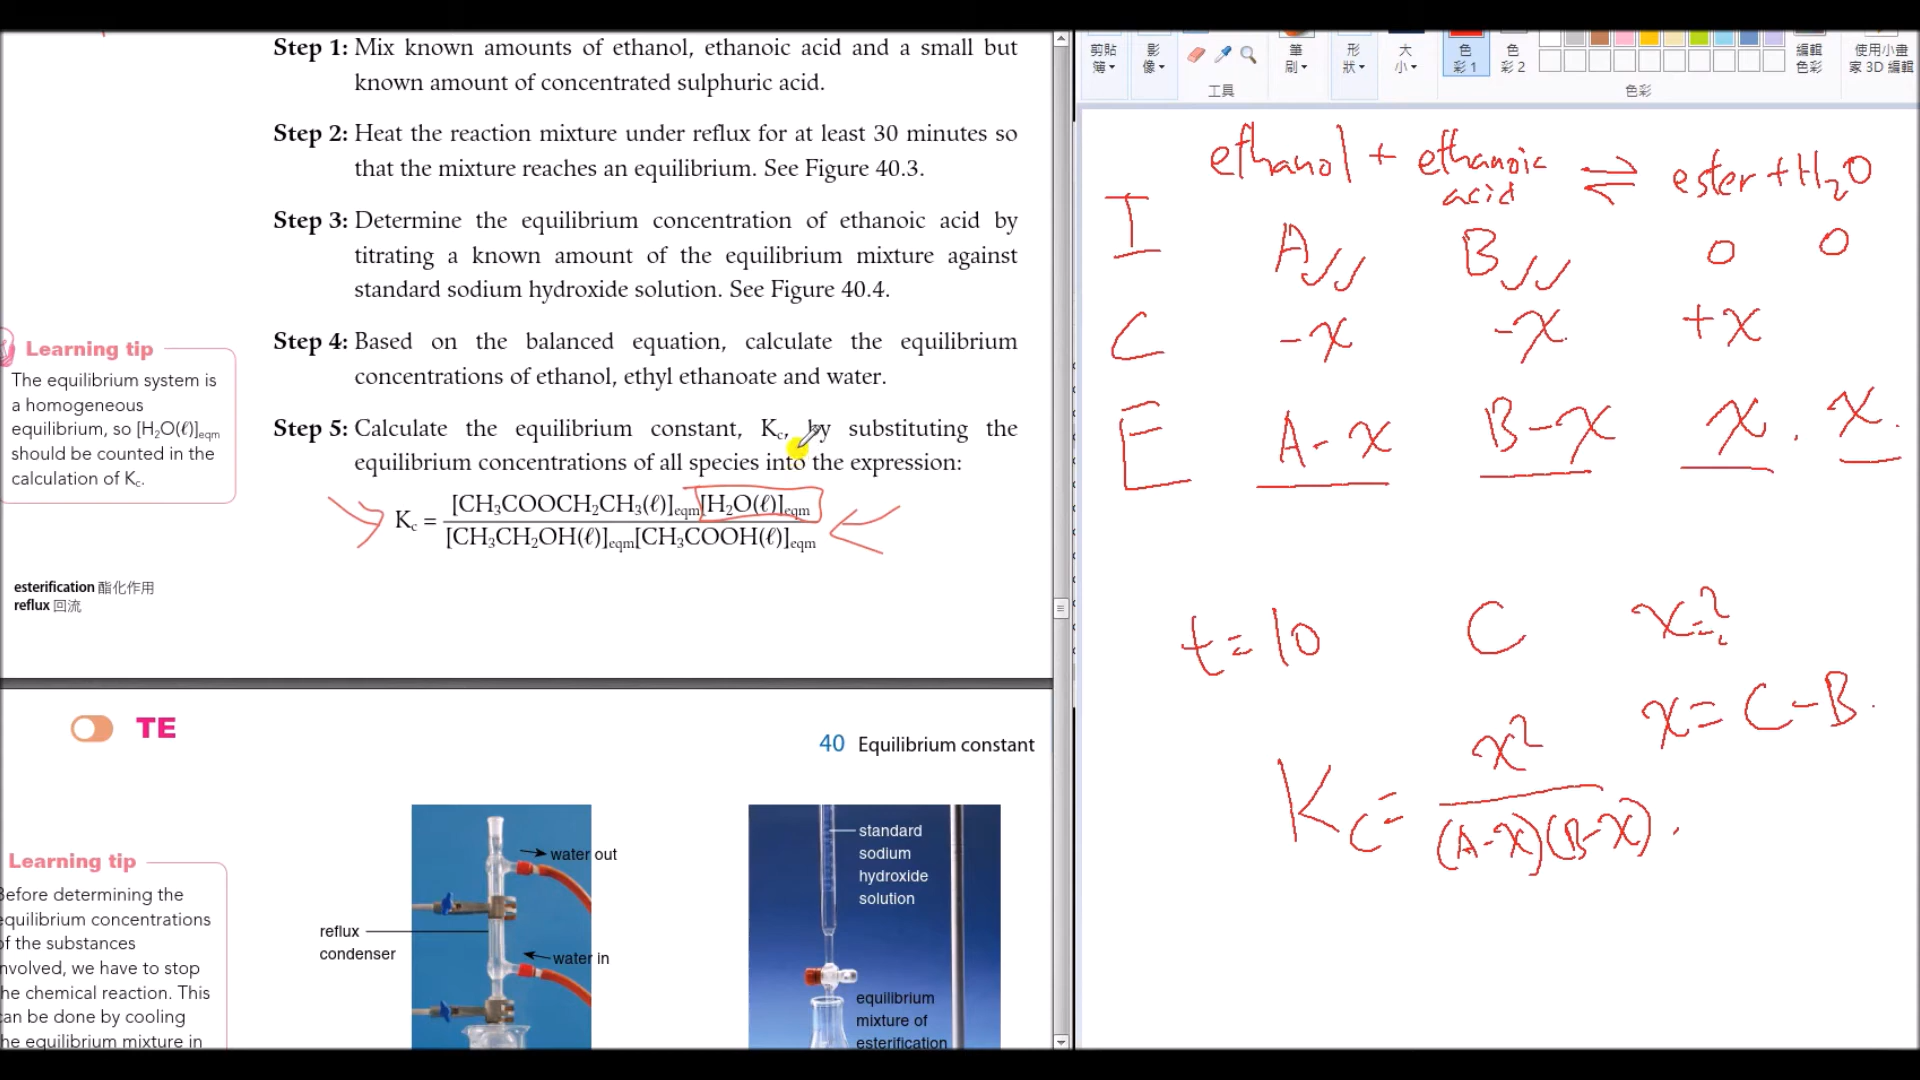 Step 1: Mix known amounts of ethanol, ethanoic acid and a small but
known amount of concentrated sulphuric acid.
Step 2: Heat the reaction mixture under reflux for at least 30 minutes so
that the mixture reaches an equilibrium. See Figure 40.3.
Step 3: Determine the equilibrium concentration of ethanoic acid by
titrating a known amount of the equilibrium mixture against
standard sodium hydroxide solution. See Figure 40.4.
Step 4: Based on the balanced equation, calculate the equilibrium
concentrations of ethanol, ethyl ethanoate and water.
Step 5: Calculate the equilibrium constant, Kc, by substituting the
equilibrium concentrations of all species into the expression:
Kc = [CH₃COOCH₂CH₃(ℓ)]eqm[H₂O(ℓ)]eqm
[CH₃CH₂OH(ℓ)]eqm[CH₃COOH(ℓ)]eqm
Learning tip
The equilibrium system is
a homogeneous
equilibrium, so [H₂O(ℓ)]eqm
should be counted in the
calculation of Kc.
esterification 酯化作用
reflux 回流
TE
40 Equilibrium constant
Learning tip
Before determining the
equilibrium concentrations
of the substances
involved, we have to stop
the chemical reaction. This
can be done by cooling
the equilibrium mixture in
water out
reflux
condenser
water in
standard
sodium
hydroxide
solution
equilibrium
mixture of
esterification
剪貼
簿
影
像
工具
筆
刷
形
狀
大
小
色
彩 1
色
彩 2
色彩
編輯
色彩
使用小畫
家 3D 編輯
ethanol + ethanoic acid ⇌ ester + H₂O
I A B 0 0
C -x -x +x
E A-x B-x x. x.
t=10 C x=?
x= C-B.
Kc= x²
(A-x)(B-x).